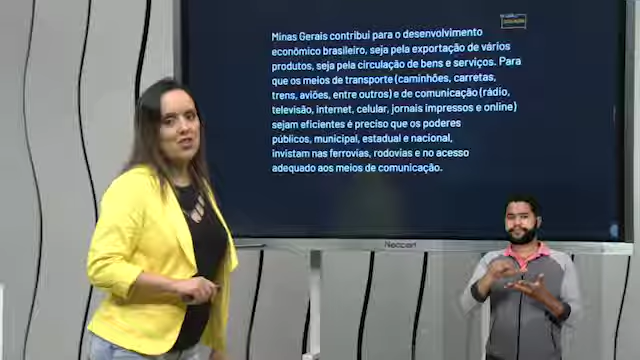 Minas Gerais contribui para o desenvolvimento
econômico brasileiro, seja pela exportação de vários
produtos, seja pela circulação de bens e serviços. Para
que os meios de transporte (caminhões, carretas,
trens, aviões, entre outros) e de comunicação (rádio,
televisão, internet, celular, jornais impressos e online)
sejam eficientes é preciso que os poderes
públicos, municipal, estadual e nacional,
invistam nas ferrovias, rodovias e no acesso
adequado aos meios de comunicação.